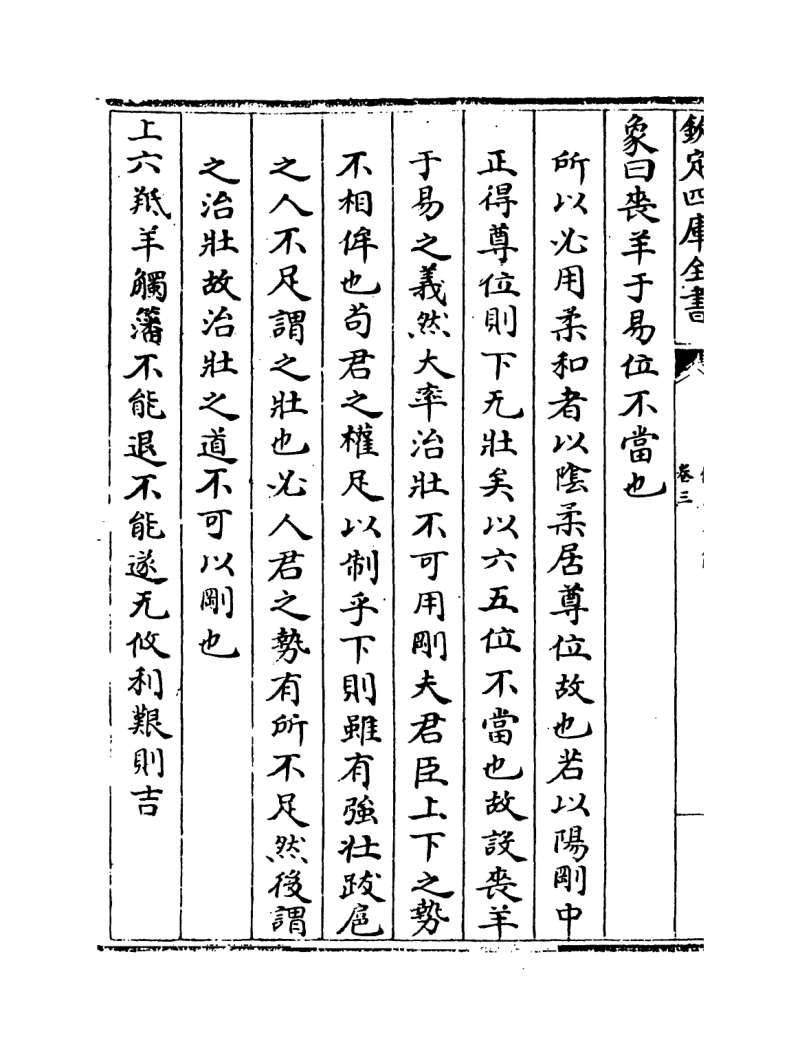 欽定四庫全書
卷三
象曰喪羊于易位不當也
所以必用柔和者以陰柔居尊位故也若以陽剛中
正得尊位則下无壯矣以六五位不當也故設喪羊
于易之義然大率治壯不可用剛夫君臣上下之勢
不相侔也茍君之權足以制乎下則雖有強壯跋扈
之人不足謂之壯也必人君之勢有所不足然後謂
之治壯故治壯之道不可以剛也
上六羝羊觸籓不能退不能遂无攸利艱則吉